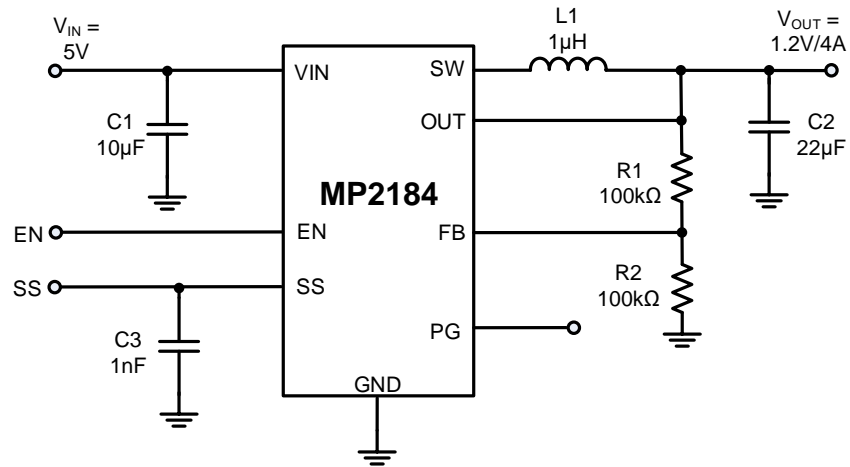 V_IN =
5V
L1
1µH
V_OUT =
1.2V/4A
VIN
SW
C1
10µF
OUT
C2
22µF
R1
100kΩ
MP2184
EN
EN
FB
SS
SS
R2
100kΩ
C3
1nF
PG
GND